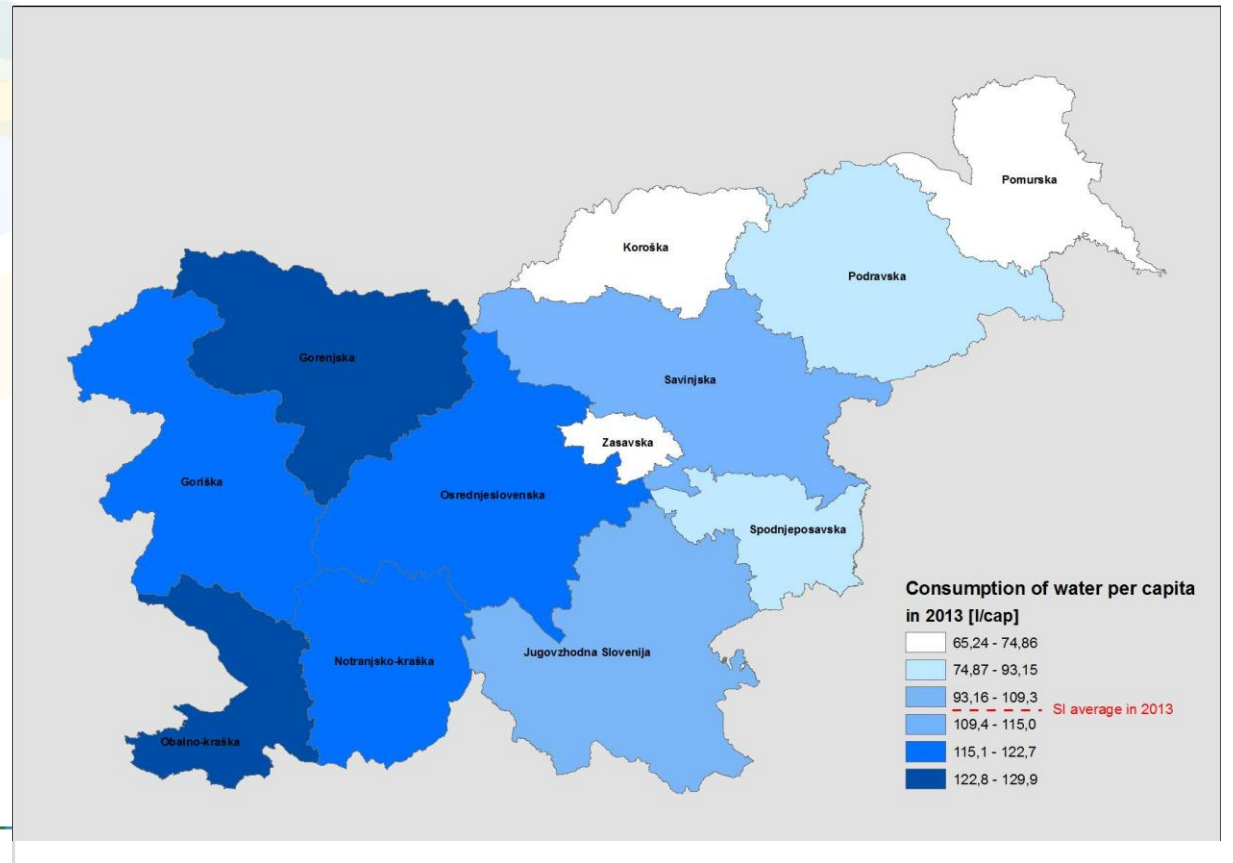 Pomurska
Koroška
Podravska
Gorenjska
Savinjska
Zasavska
Goriška
Osrednjeslovenska
Spodnjeposavska
Jugovzhodna Slovenija
Notranjsko-kraška
Obalno-kraška
Consumption of water per capita
in 2013 [l/cap]
65,24 - 74,86
74,87 - 93,15
93,16 - 109,3
SI average in 2013
109,4 - 115,0
115,1 - 122,7
122,8 - 129,9